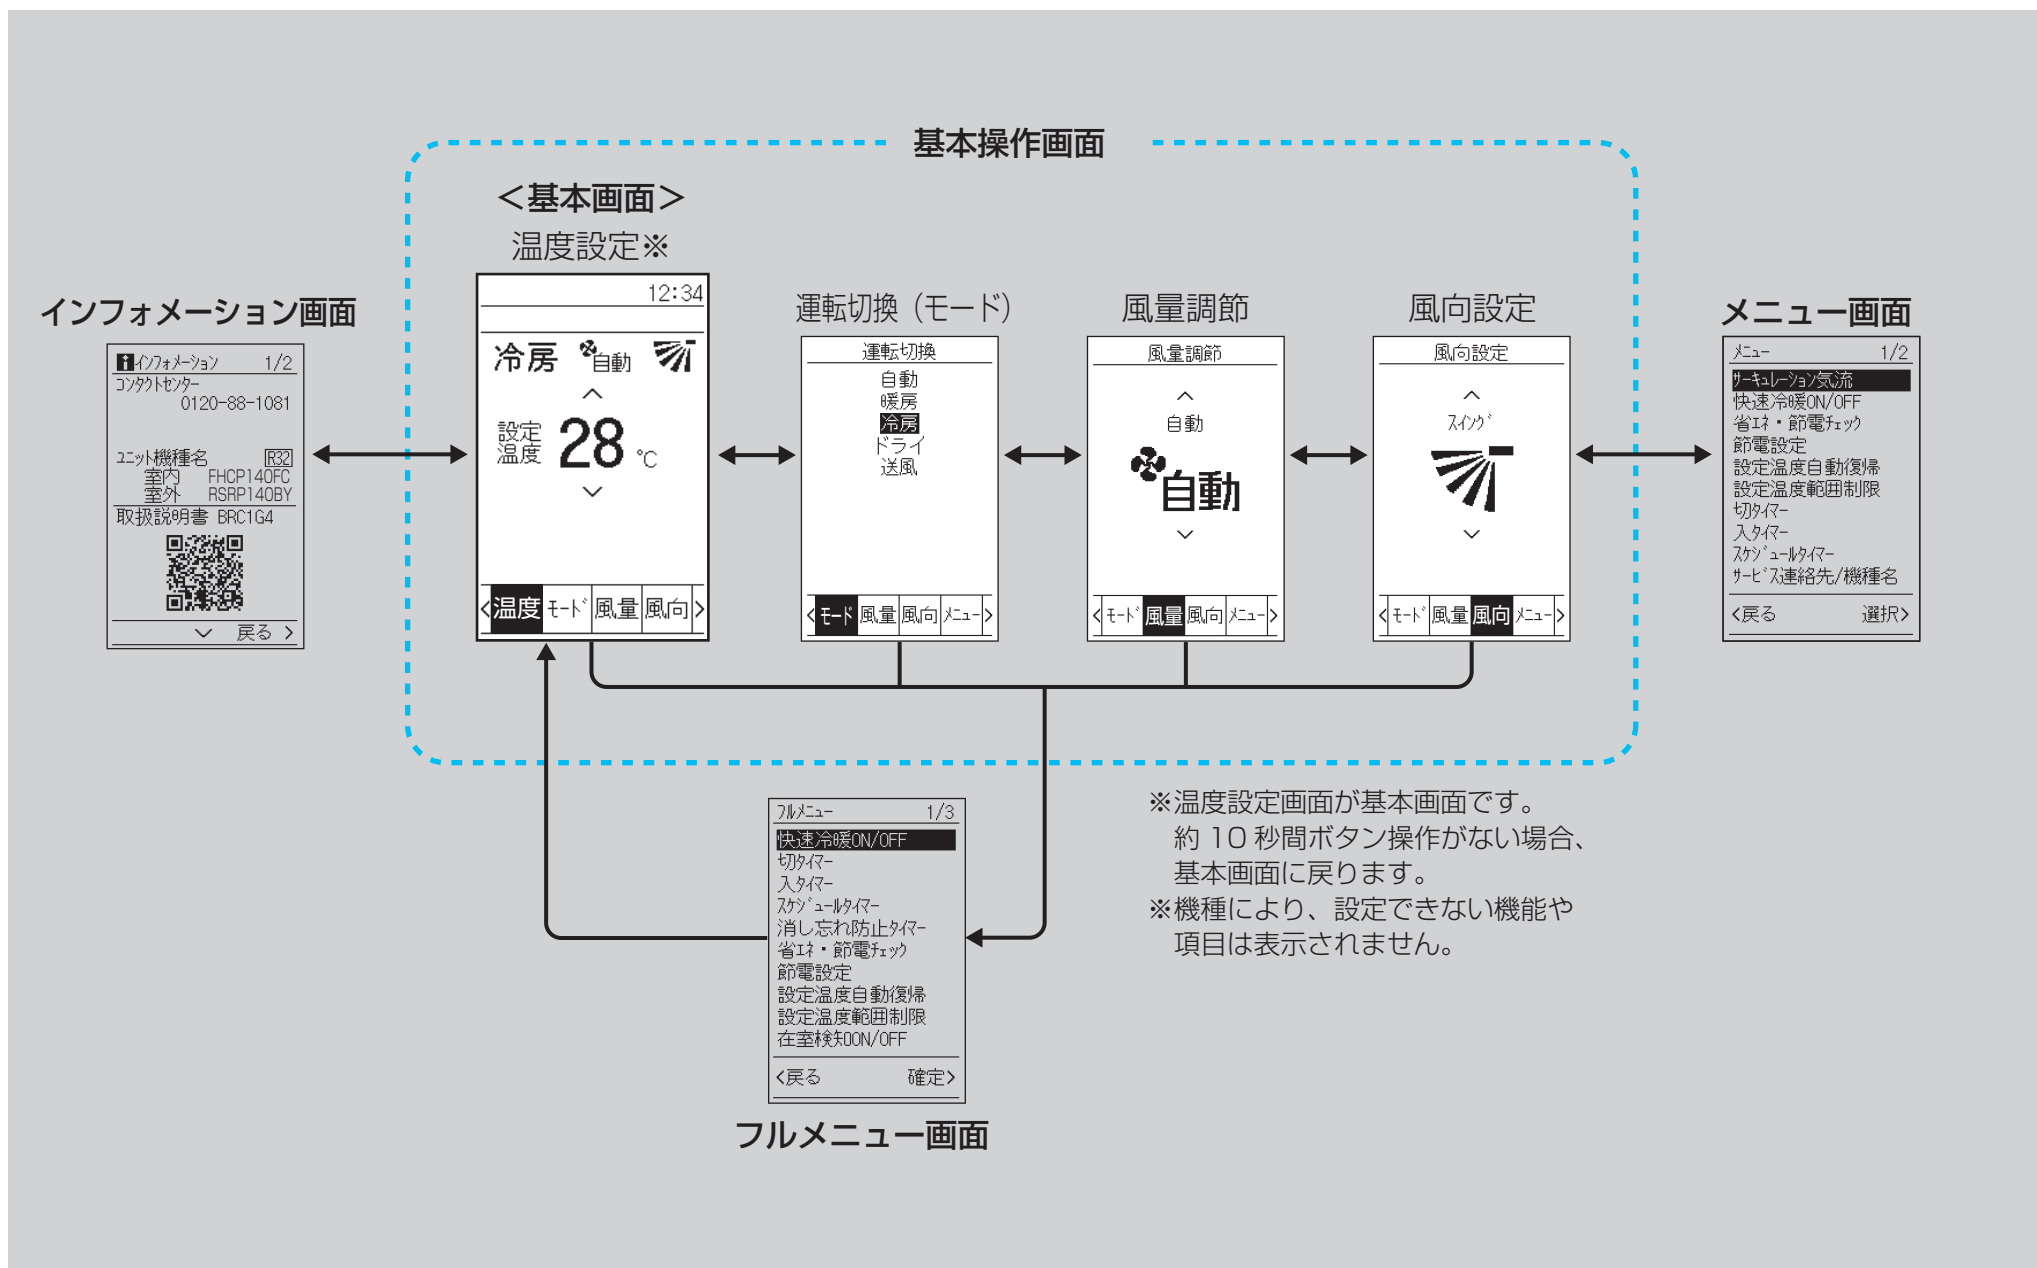 基本操作画面
＜基本画面＞
温度設定※
インフォメーション画面
iインフォメーション 1/2
コンタクトセンター
0120-88-1081
ユニット機種名 R32
室内 FHCP140FC
室外 RSRP140BY
取扱説明書 BRC1G4
戻る >
12:34
冷房 自動
設定温度 28 ℃
<温度 モード 風量 風向>
運転切換（モード）
運転切換
自動
暖房
冷房
ドライ
送風
<モード 風量 風向 メニュー>
風量調節
風量調節
自動
自動
<モード 風量 風向 メニュー>
風向設定
風向設定
スイング
<モード 風量 風向 メニュー>
メニュー画面
メニュー 1/2
サーキュレーション気流
快速冷暖ON/OFF
省エネ・節電チェック
節電設定
設定温度自動復帰
設定温度範囲制限
切タイマー
入タイマー
スケジュールタイマー
サービス連絡先/機種名
<戻る 選択>
フルメニュー 1/3
快速冷暖ON/OFF
切タイマー
入タイマー
スケジュールタイマー
消し忘れ防止タイマー
省エネ・節電チェック
節電設定
設定温度自動復帰
設定温度範囲制限
在室検知ON/OFF
<戻る 確定>
フルメニュー画面
※温度設定画面が基本画面です。
約 10 秒間ボタン操作がない場合、
基本画面に戻ります。
※機種により、設定できない機能や
項目は表示されません。